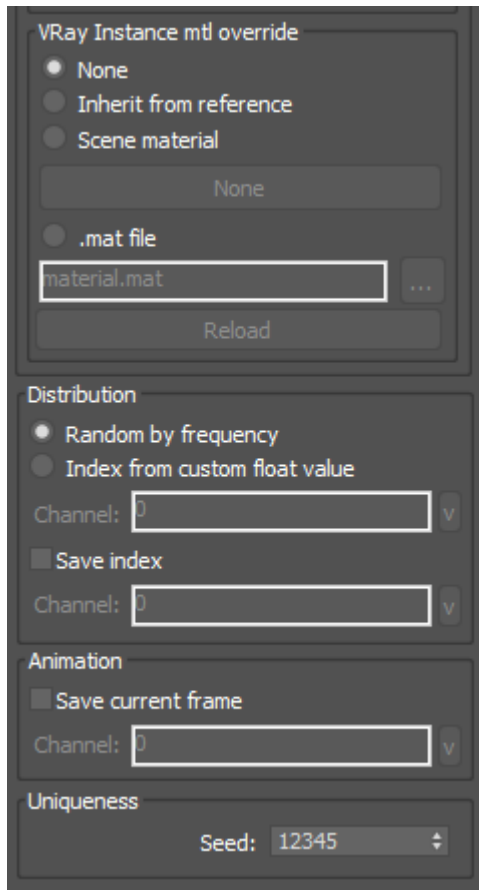 VRay Instance mtl override
None
Inherit from reference
Scene material
None
.mat file
material.mat ...
Reload
Distribution
Random by frequency
Index from custom float value
Channel: 0 v
Save index
Channel: 0 v
Animation
Save current frame
Channel: 0 v
Uniqueness
Seed: 12345